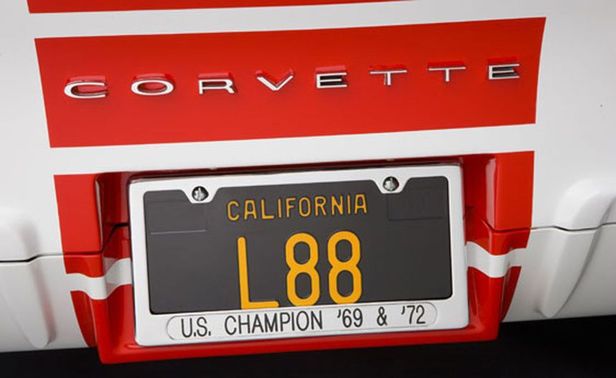 CORVETTE
CALIFORNIA
L88
U.S. CHAMPION '69 & '72